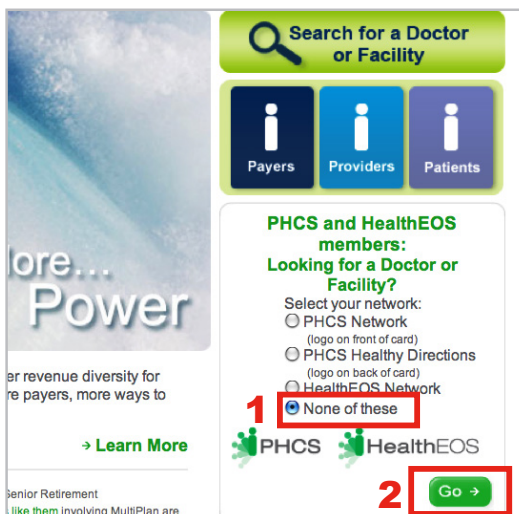 Search for a Doctor
or Facility
Payers
Providers
Patients
lore...
Power
er revenue diversity for
re payers, more ways to
→ Learn More
Senior Retirement
like them involving MultiPlan are
PHCS and HealthEOS
members:
Looking for a Doctor or
Facility?
Select your network:
PHCS Network
(logo on front of card)
PHCS Healthy Directions
(logo on back of card)
HealthEOS Network
1
None of these
PHCS
HealthEOS
2
Go →